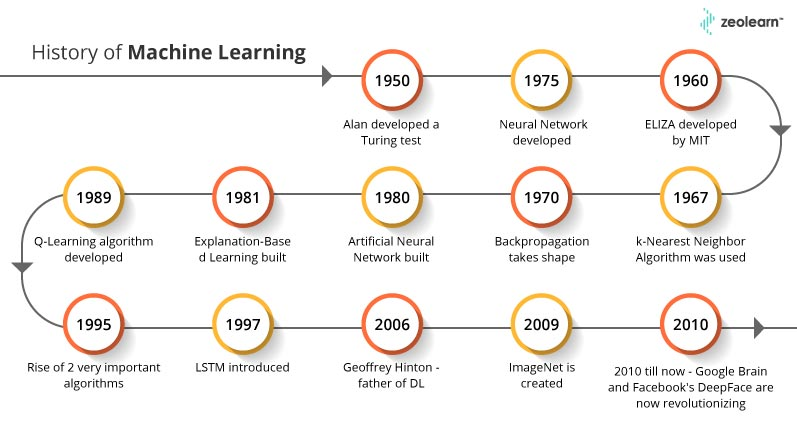 zeolearn™
History of Machine Learning
1950
Alan developed a
Turing test
1975
Neural Network
developed
1960
ELIZA developed
by MIT
1967
k-Nearest Neighbor
Algorithm was used
1970
Backpropagation
takes shape
1980
Artificial Neural
Network built
1981
Explanation-Base
d Learning built
1989
Q-Learning algorithm
developed
1995
Rise of 2 very important
algorithms
1997
LSTM introduced
2006
Geoffrey Hinton -
father of DL
2009
ImageNet is
created
2010
2010 till now - Google Brain
and Facebook's DeepFace are
now revolutionizing